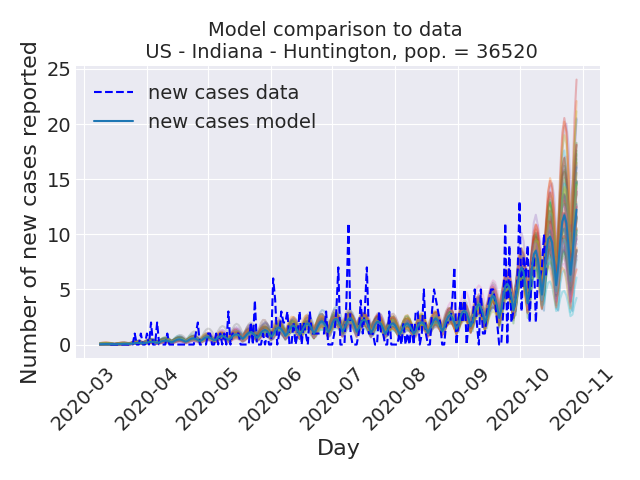 Model comparison to data
US - Indiana - Huntington, pop. = 36520
Number of new cases reported
25
20
15
10
5
0
new cases data
new cases model
2020-03
2020-04
2020-05
2020-06
2020-07
2020-08
2020-09
2020-10
2020-11
Day